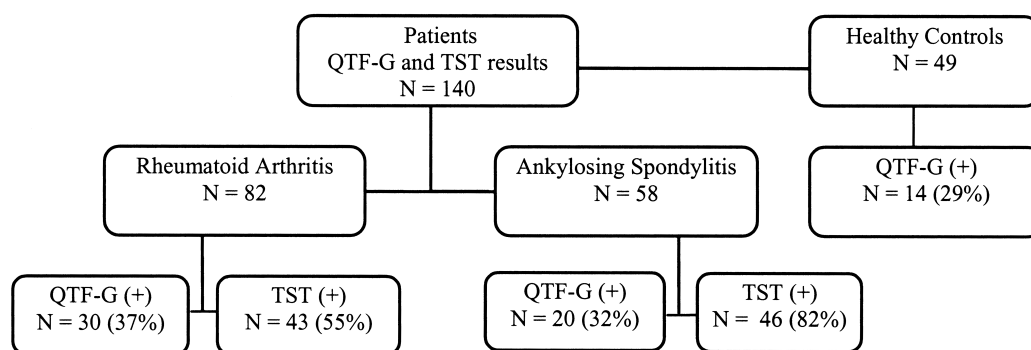 Patients
QTF-G and TST results
N = 140
Healthy Controls
N = 49
Rheumatoid Arthritis
N = 82
Ankylosing Spondylitis
N = 58
QTF-G (+)
N = 14 (29%)
QTF-G (+)
N = 30 (37%)
TST (+)
N = 43 (55%)
QTF-G (+)
N = 20 (32%)
TST (+)
N = 46 (82%)